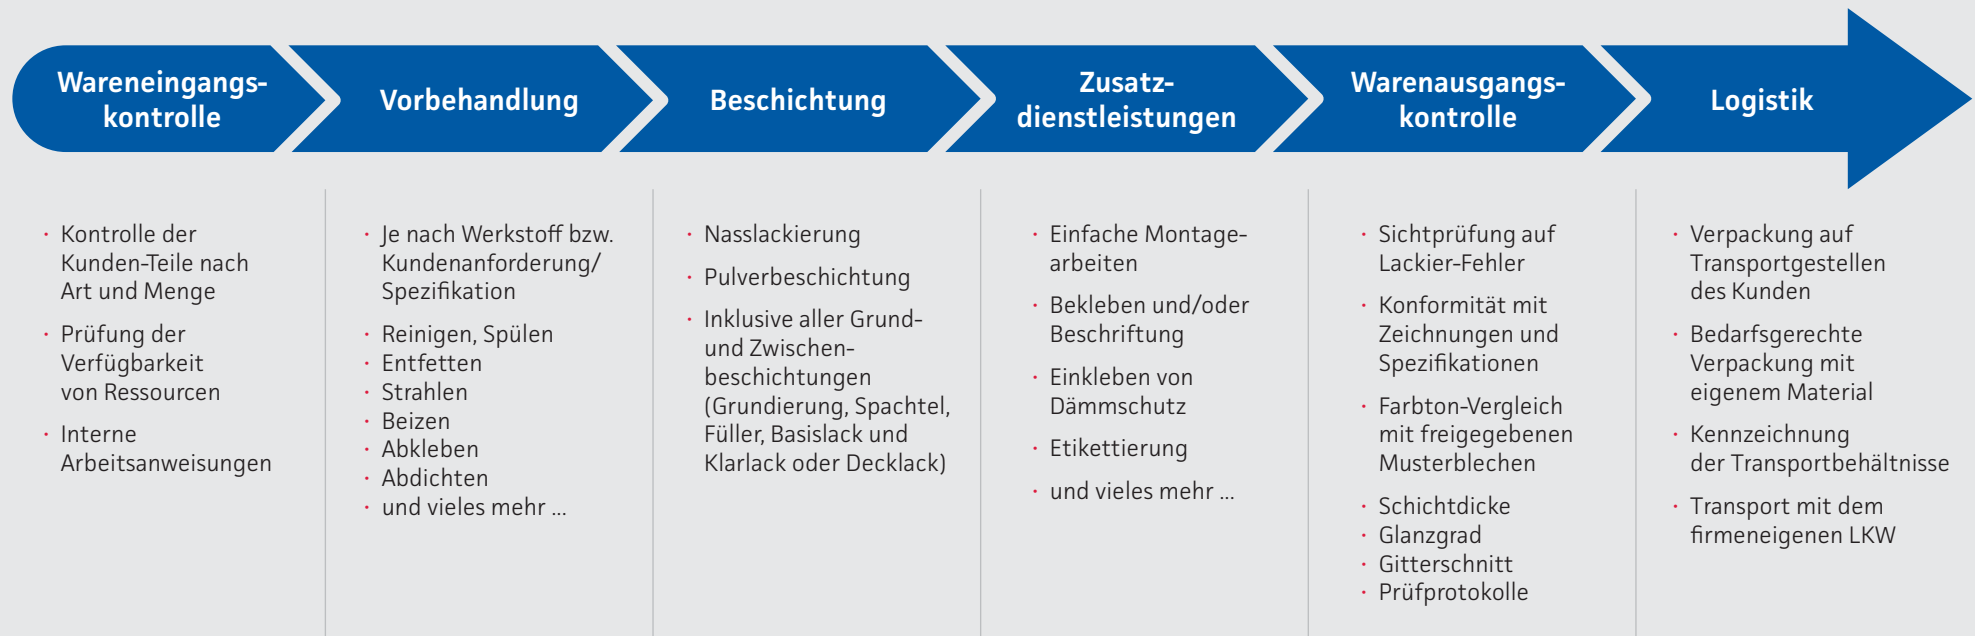 Wareneingangs-
kontrolle
Vorbehandlung
Beschichtung
Zusatz-
dienstleistungen
Warenausgangs-
kontrolle
Logistik
· Kontrolle der
Kunden-Teile nach
Art und Menge
· Prüfung der
Verfügbarkeit
von Ressourcen
· Interne
Arbeitsanweisungen
· Je nach Werkstoff bzw.
Kundenanforderung/
Spezifikation
· Reinigen, Spülen
· Entfetten
· Strahlen
· Beizen
· Abkleben
· Abdichten
· und vieles mehr ...
· Nasslackierung
· Pulverbeschichtung
· Inklusive aller Grund-
und Zwischen-
beschichtungen
(Grundierung, Spachtel,
Füller, Basislack und
Klarlack oder Decklack)
· Einfache Montage-
arbeiten
· Bekleben und/oder
Beschriftung
· Einkleben von
Dämmschutz
· Etikettierung
· und vieles mehr ...
· Sichtprüfung auf
Lackier-Fehler
· Konformität mit
Zeichnungen und
Spezifikationen
· Farbton-Vergleich
mit freigegebenen
Musterblechen
· Schichtdicke
· Glanzgrad
· Gitterschnitt
· Prüfprotokolle
· Verpackung auf
Transportgestellen
des Kunden
· Bedarfsgerechte
Verpackung mit
eigenem Material
· Kennzeichnung
der Transportbehältnisse
· Transport mit dem
firmeneigenen LKW